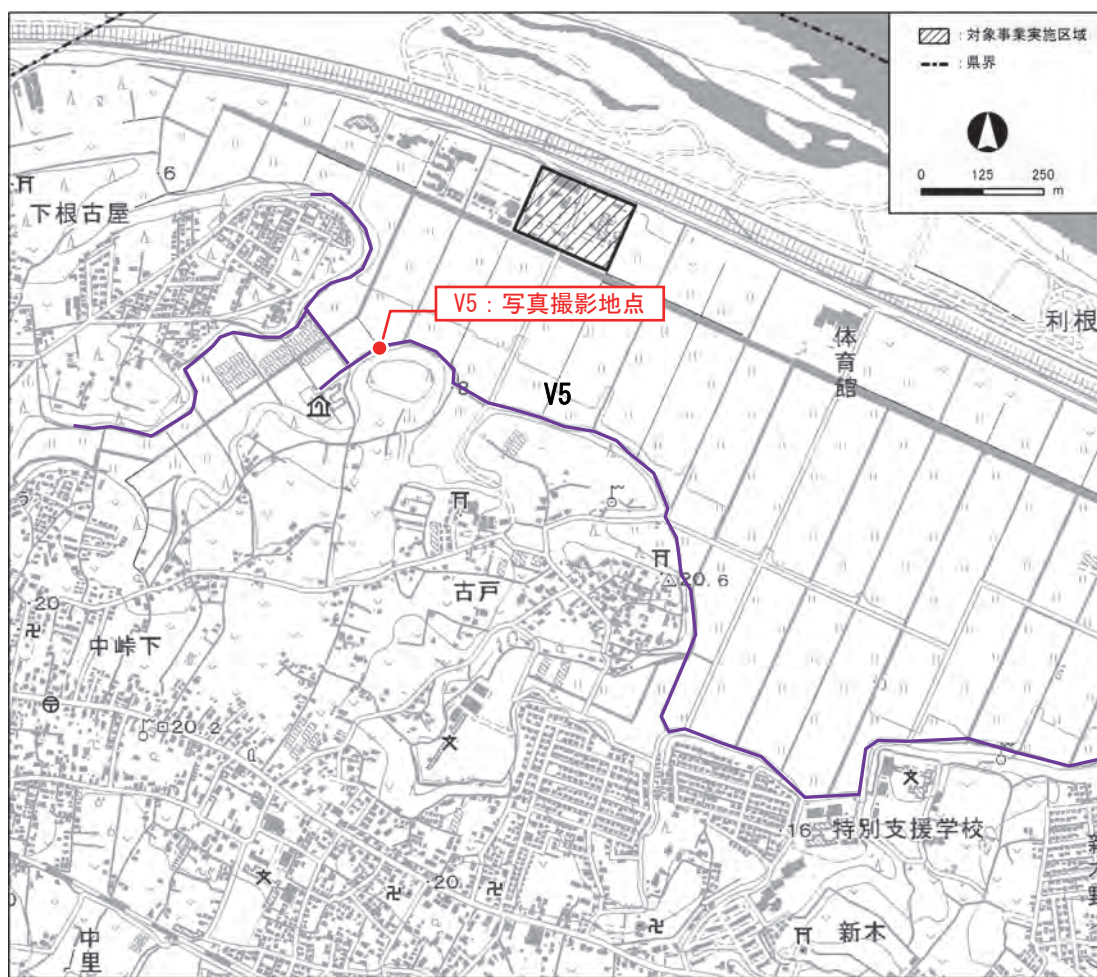 ：対象事業実施区域
：県界
0 125 250
m
・6
下根古屋
V5：写真撮影地点
利根
体育館
・8
V5
△20.6
古戸
・20
中峠下
20.2
・16
特別支援学校
・20
新木
中里